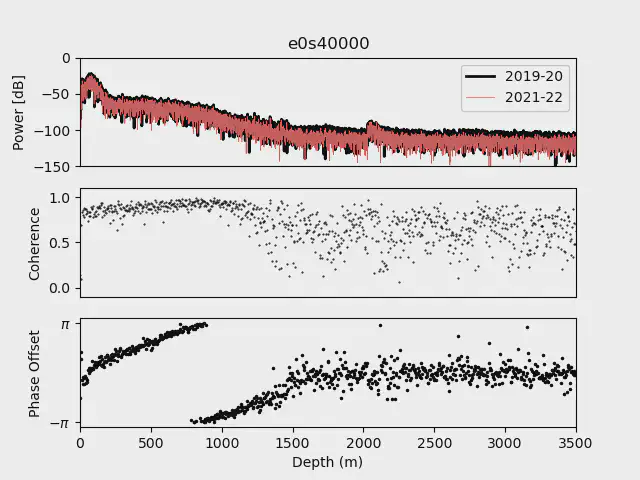 e0s40000
Power [dB]
0
−50
−100
−150
2019-20
2021-22
Coherence
1.0
0.5
0.0
Phase Offset
π
−π
0 500 1000 1500 2000 2500 3000 3500
Depth (m)